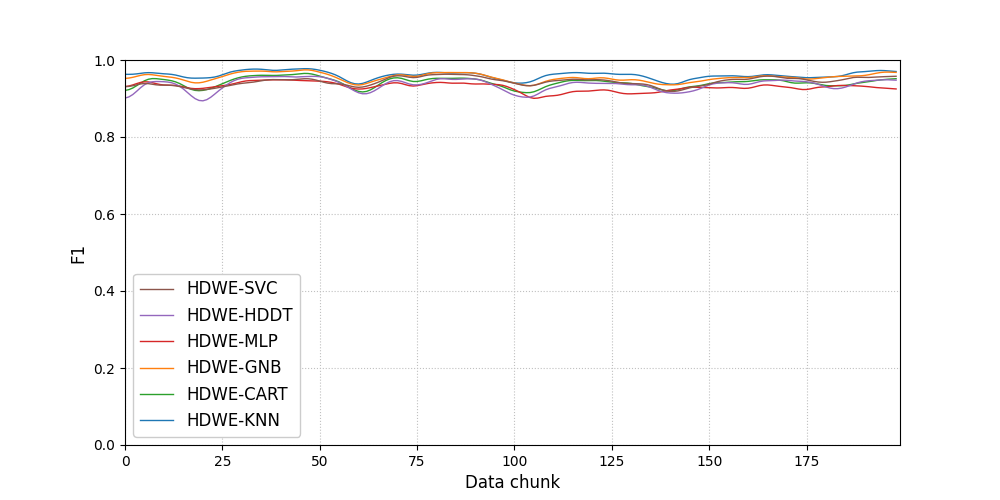 1.0
0.8
0.6
0.4
0.2
0.0
F1
HDWE-SVC
HDWE-HDDT
HDWE-MLP
HDWE-GNB
HDWE-CART
HDWE-KNN
0 25 50 75 100 125 150 175
Data chunk